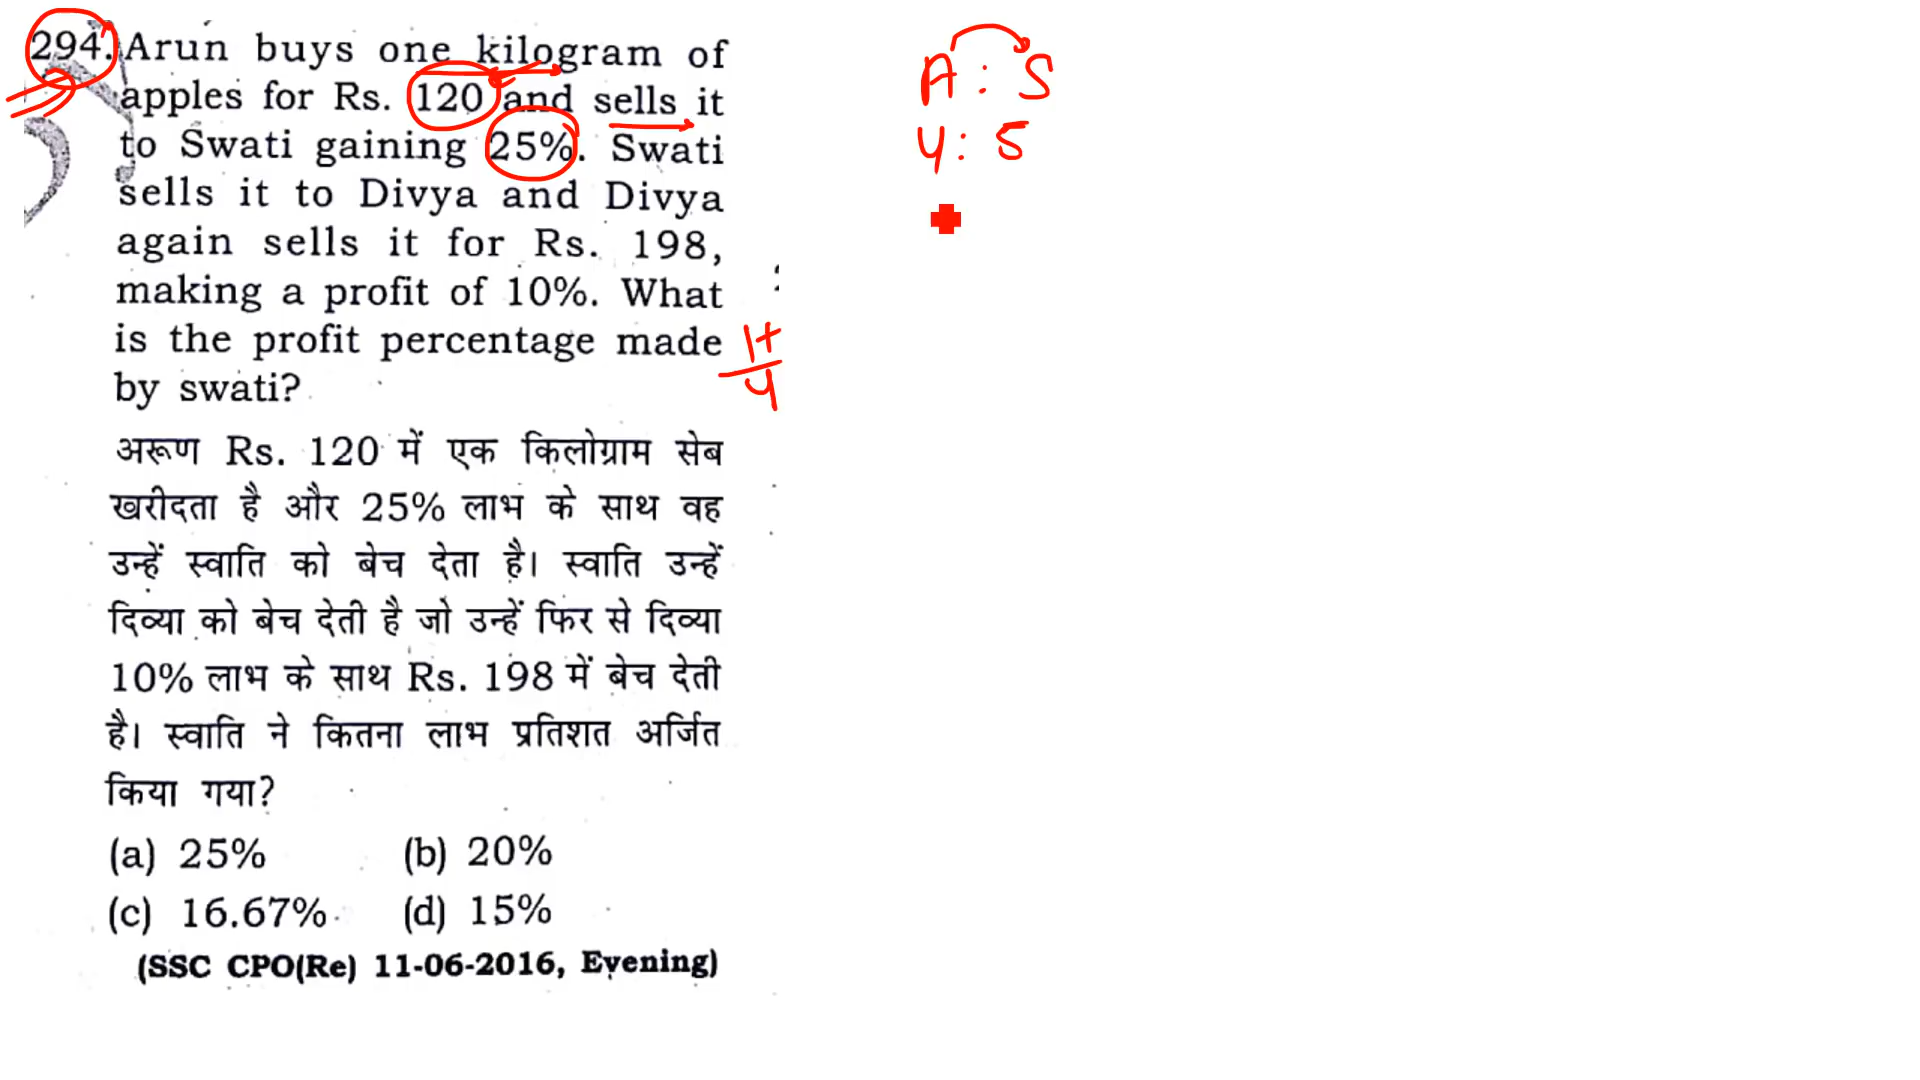 294. Arun buys one kilogram of
apples for Rs. 120 and sells it
to Swati gaining 25%. Swati
sells it to Divya and Divya
again sells it for Rs. 198,
making a profit of 10%. What
is the profit percentage made
by swati?
अरूण Rs. 120 में एक किलोग्राम सेब
खरीदता है और 25% लाभ के साथ वह
उन्हें स्वाति को बेच देता है। स्वाति उन्हें
दिव्या को बेच देती है जो उन्हें फिर से दिव्या
10% लाभ के साथ Rs. 198 में बेच देती
है। स्वाति ने कितना लाभ प्रतिशत अर्जित
किया गया?
(a) 25% (b) 20%
(c) 16.67% (d) 15%
(SSC CPO(Re) 11-06-2016, Evening)
1+
4
A : S
4 : 5